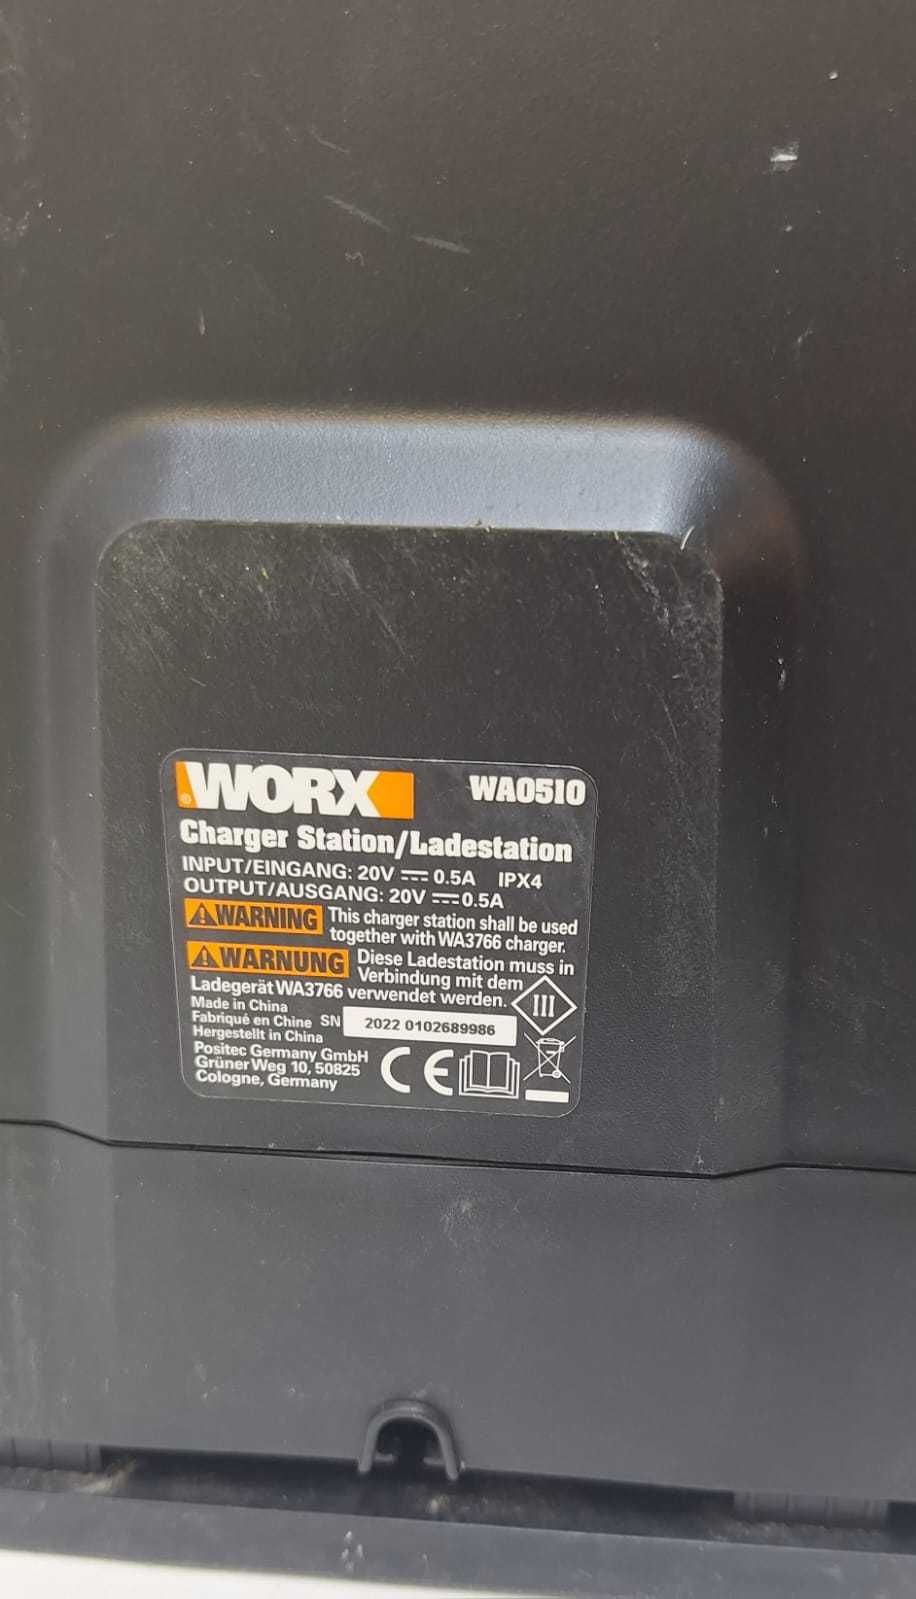 WORX WA0510
®
Charger Station/Ladestation
INPUT/EINGANG: 20V ⎓ 0.5A IPX4
OUTPUT/AUSGANG: 20V ⎓ 0.5A
WARNING This charger station shall be used
together with WA3766 charger.
WARNUNG Diese Ladestation muss in
Verbindung mit dem
Ladegerät WA3766 verwendet werden.
III
Made in China
Fabriqué en Chine SN 2022 0102689986
Hergestellt in China
Positec Germany GmbH
Grüner Weg 10, 50825
Cologne, Germany
CE